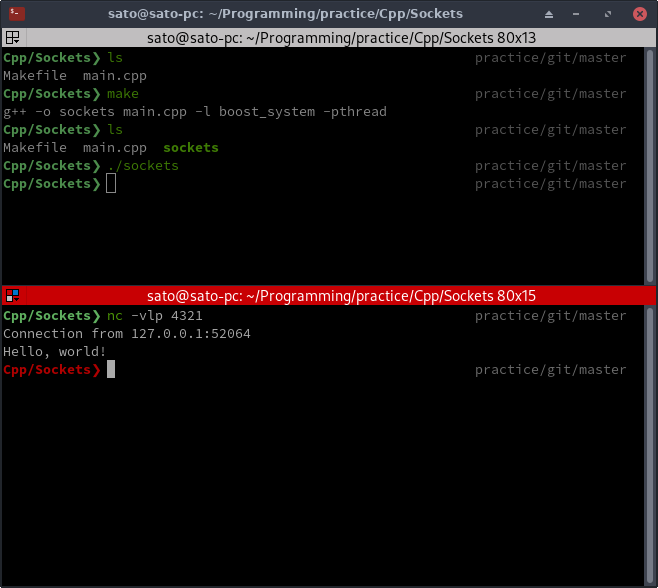 sato@sato-pc: ~/Programming/practice/Cpp/Sockets
sato@sato-pc: ~/Programming/practice/Cpp/Sockets 80x13
Cpp/Sockets❯ ls practice/git/master
Makefile  main.cpp
Cpp/Sockets❯ make practice/git/master
g++ -o sockets main.cpp -l boost_system -pthread
Cpp/Sockets❯ ls practice/git/master
Makefile  main.cpp  sockets
Cpp/Sockets❯ ./sockets practice/git/master
Cpp/Sockets❯ practice/git/master
sato@sato-pc: ~/Programming/practice/Cpp/Sockets 80x15
Cpp/Sockets❯ nc -vlp 4321 practice/git/master
Connection from 127.0.0.1:52064
Hello, world!
Cpp/Sockets❯ practice/git/master